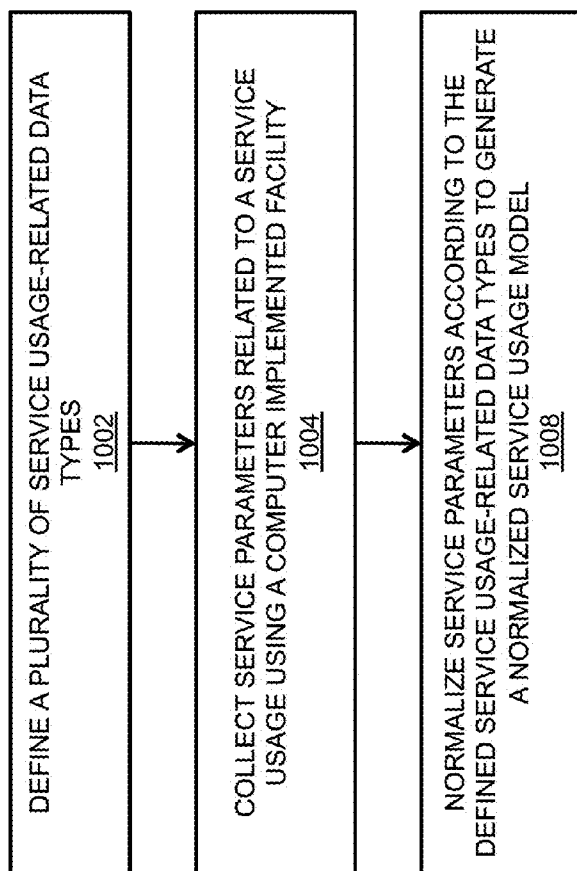 DEFINE A PLURALITY OF SERVICE USAGE-RELATED DATA
TYPES
1002
COLLECT SERVICE PARAMETERS RELATED TO A SERVICE
USAGE USING A COMPUTER IMPLEMENTED FACILITY
1004
NORMALIZE SERVICE PARAMETERS ACCORDING TO THE
DEFINED SERVICE USAGE-RELATED DATA TYPES TO GENERATE
A NORMALIZED SERVICE USAGE MODEL
1008